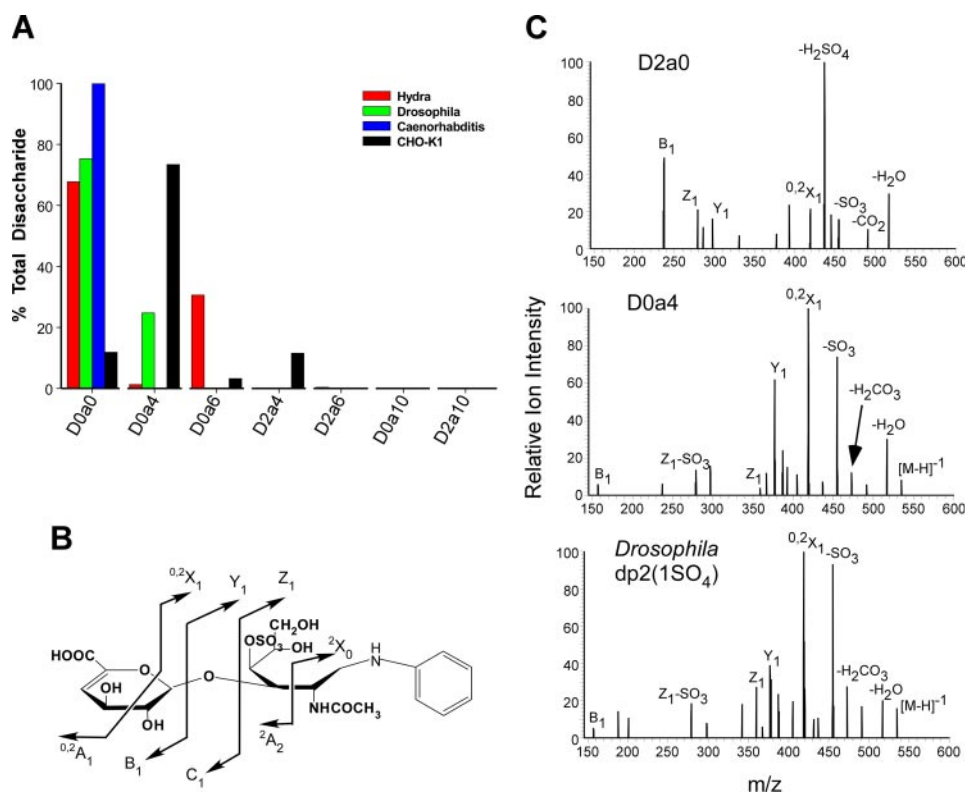 A
% Total Disaccharide
100
80
60
40
20
0
Hydra
Drosophila
Caenorhabditis
CHO-K1
D0a0
D0a4
D0a6
D2a4
D2a6
D0a10
D2a10
B
0,2X1
Y1
Z1
HOOC
O
OH
OH
O
OSO3
CH2OH
OH
O
2X0
H
N
NHCOCH3
0,2A1
B1
C1
2A2
C
Relative Ion Intensity
D2a0
100
80
60
40
20
0
B1
Z1
Y1
0,2X1
-H2SO4
-SO3
-CO2
-H2O
150 200 250 300 350 400 450 500 550 600
D0a4
100
80
60
40
20
0
B1
Z1-SO3
Z1
Y1
0,2X1
-SO3
-H2CO3
-H2O
[M-H]-1
150 200 250 300 350 400 450 500 550 600
Drosophila
dp2(1SO4)
100
80
60
40
20
0
B1
Z1-SO3
Z1
Y1
0,2X1
-SO3
-H2CO3
-H2O
[M-H]-1
150 200 250 300 350 400 450 500 550 600
m/z